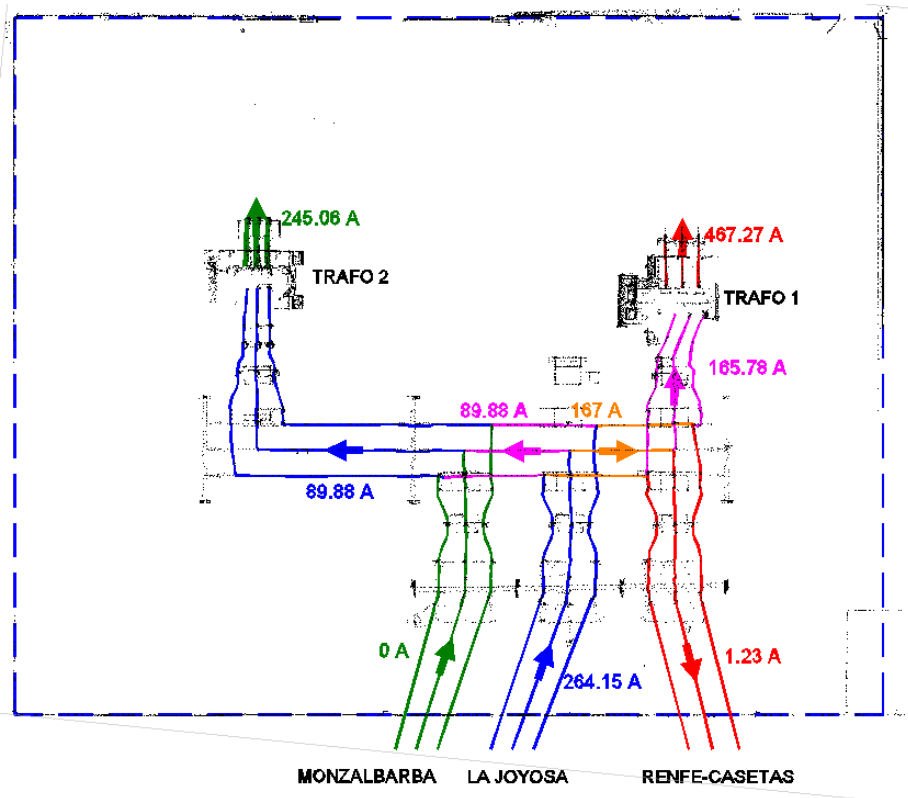 245.06 A
467.27 A
TRAFO 2
TRAFO 1
165.78 A
89.88 A
167 A
89.88 A
0 A
1.23 A
264.15 A
MONZALBARBA
LA JOYOSA
RENFE-CASETAS